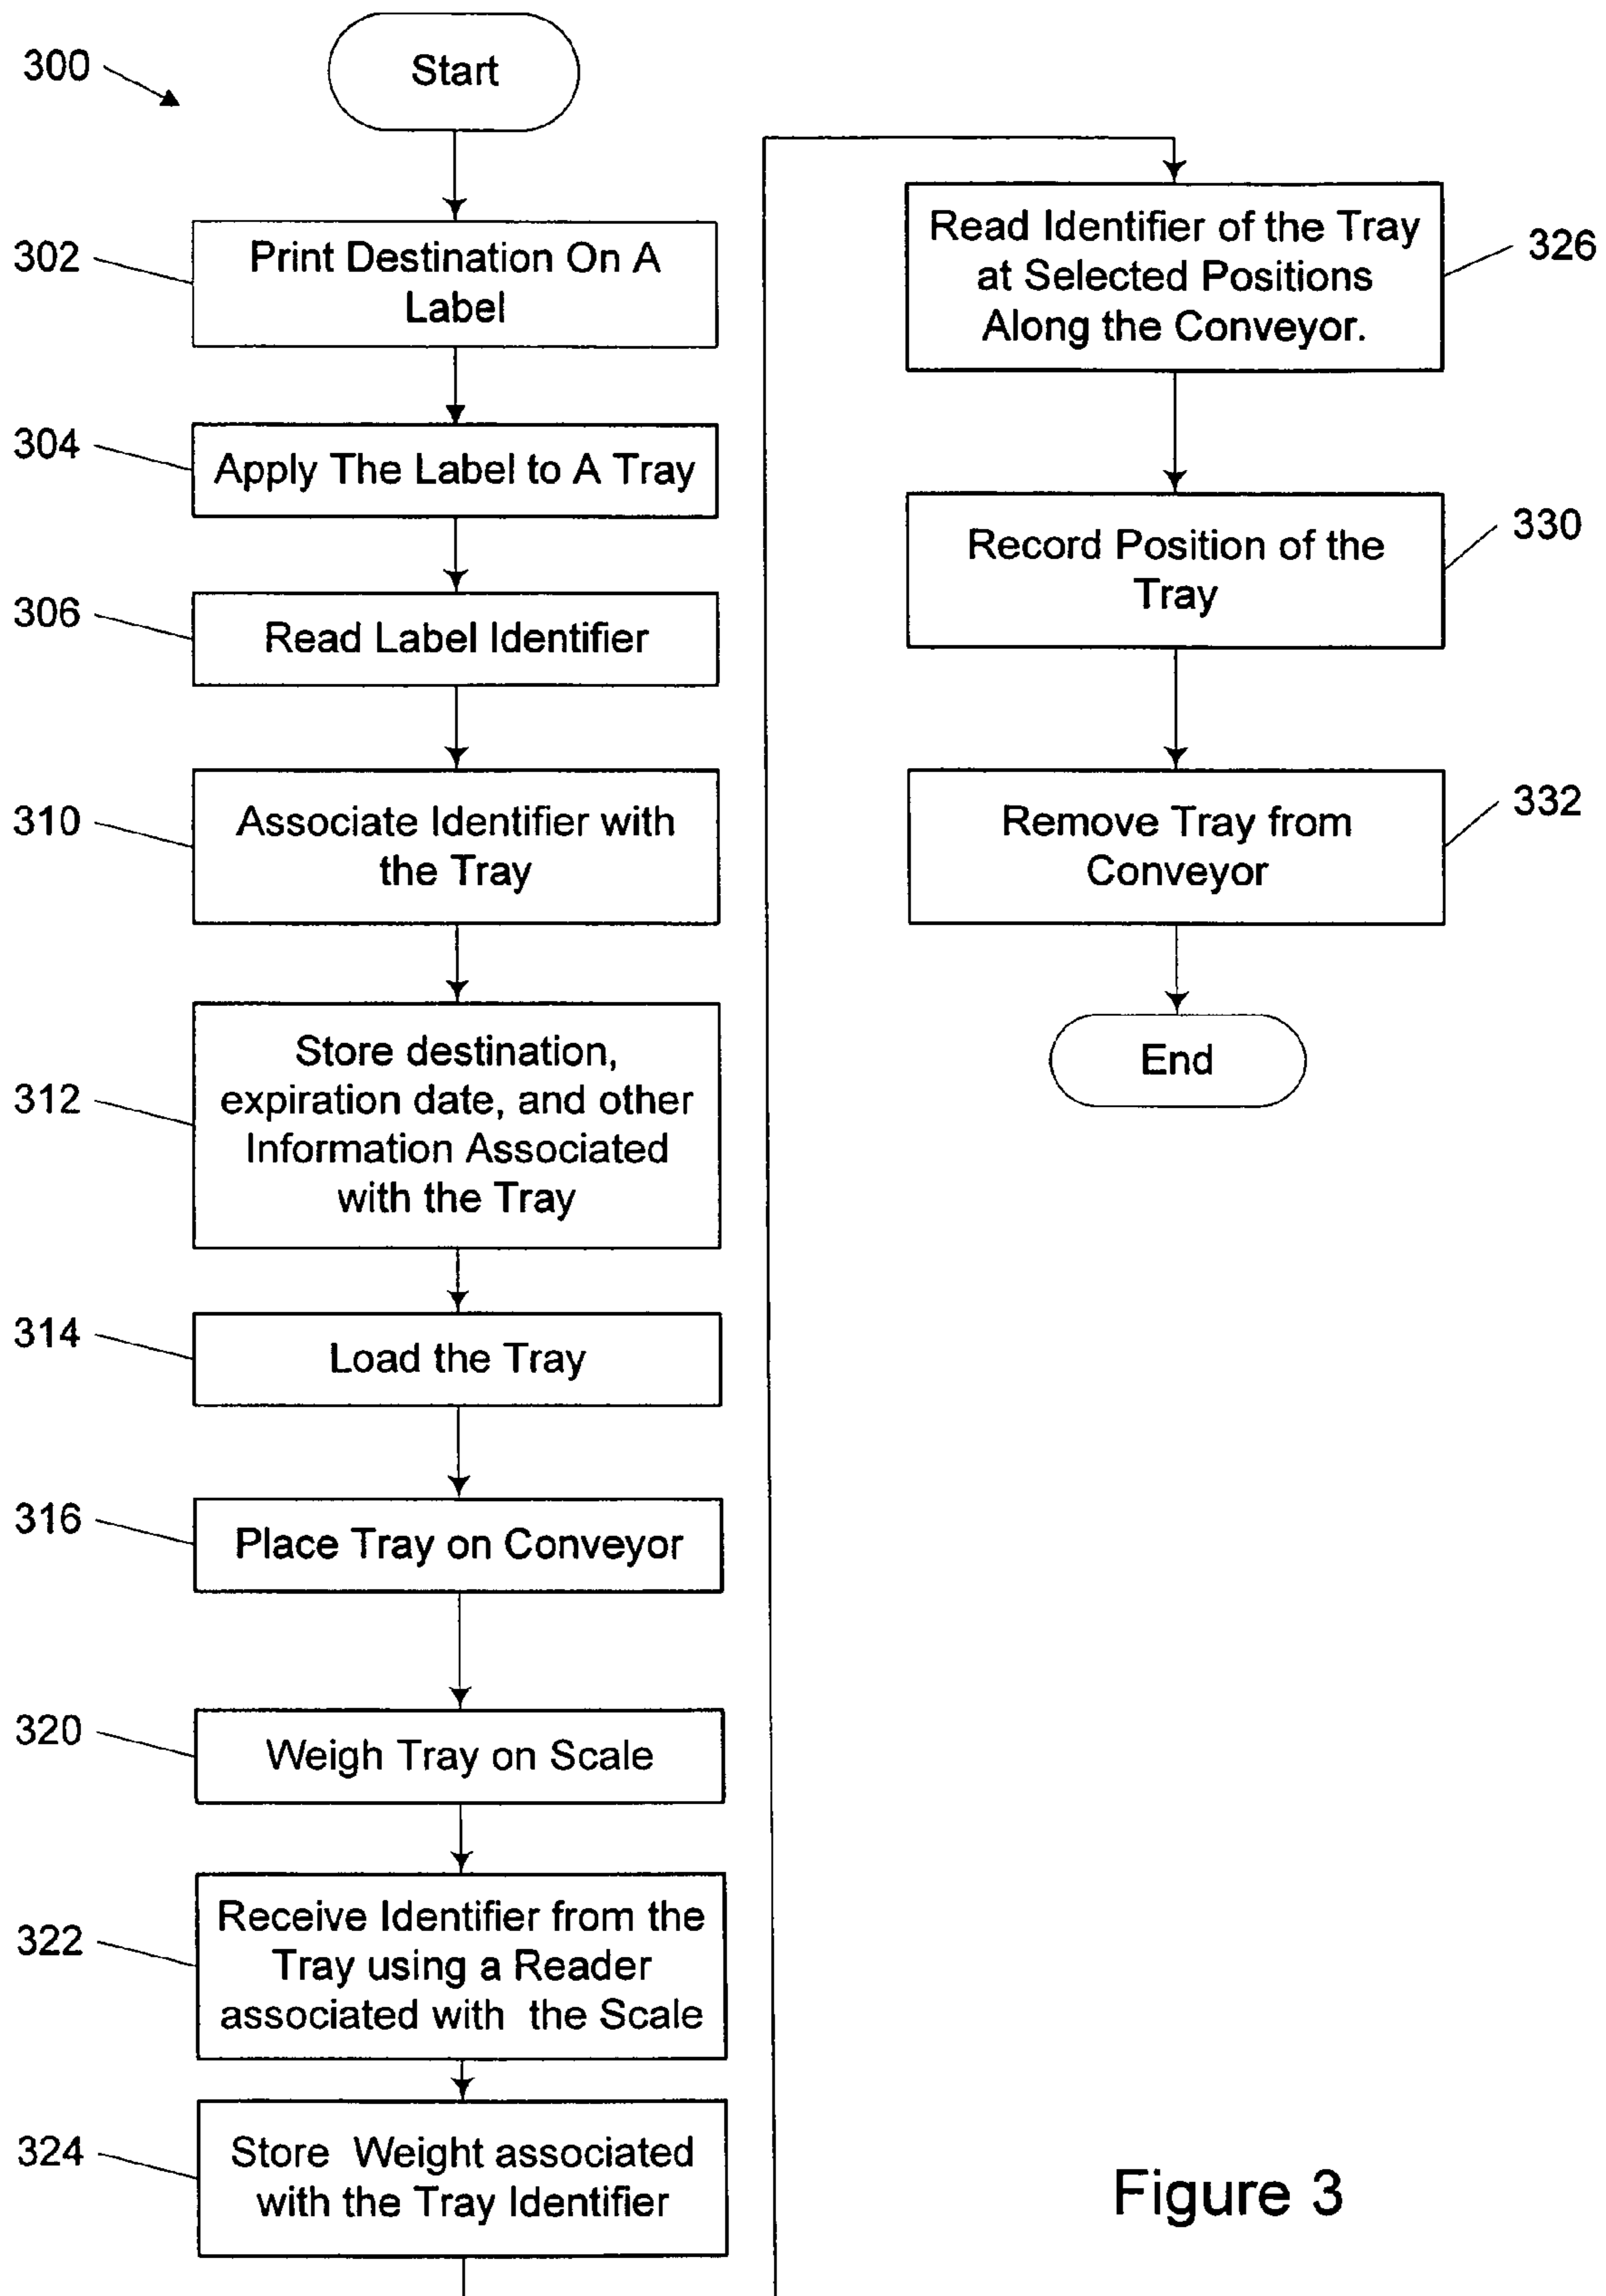 300
Start
302
Print Destination On A
Label
304
Apply The Label to A Tray
306
Read Label Identifier
310
Associate Identifier with
the Tray
312
Store destination,
expiration date, and other
Information Associated
with the Tray
314
Load the Tray
316
Place Tray on Conveyor
320
Weigh Tray on Scale
322
Receive Identifier from the
Tray using a Reader
associated with the Scale
324
Store Weight associated
with the Tray Identifier
Read Identifier of the Tray
at Selected Positions
Along the Conveyor.
326
Record Position of the
Tray
330
Remove Tray from
Conveyor
332
End
Figure 3